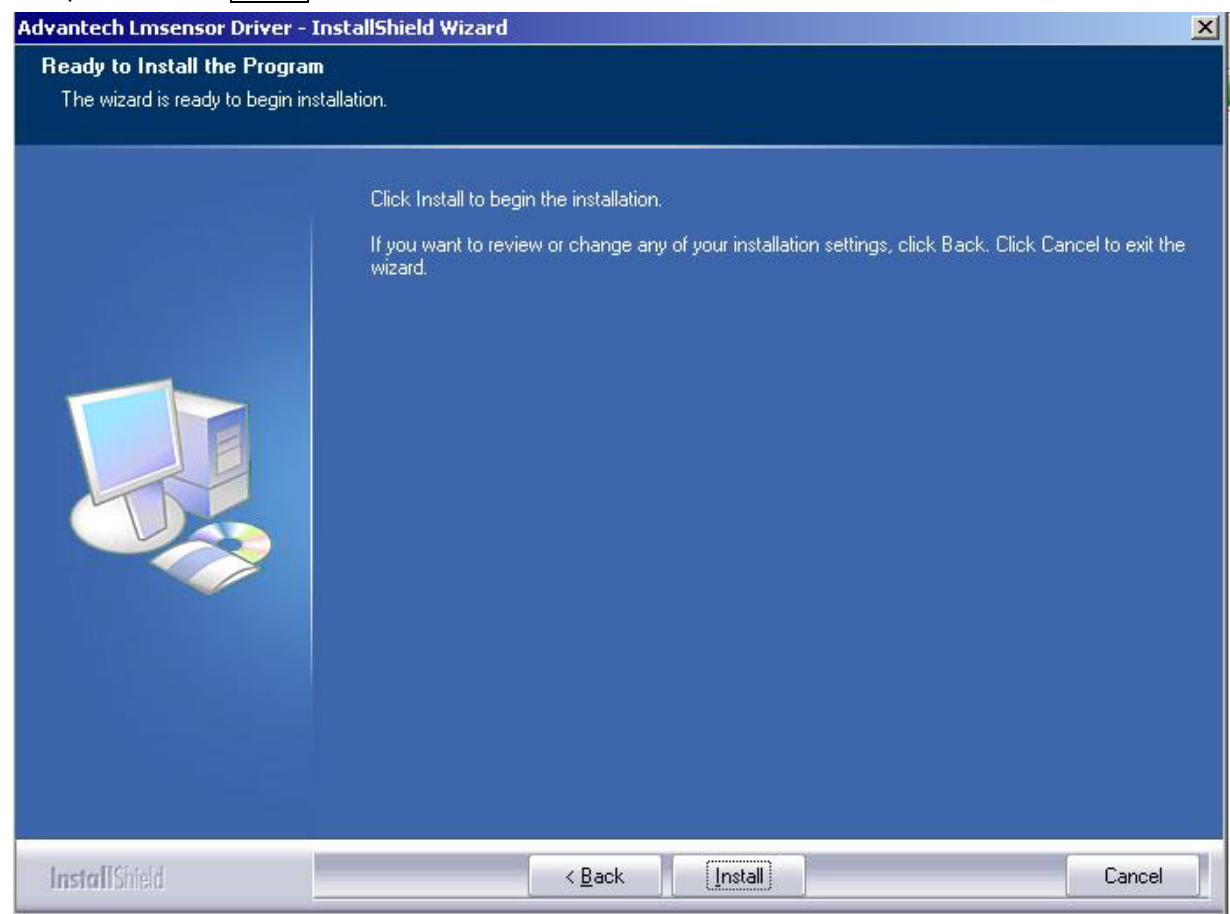 Advantech Lmsensor Driver - InstallShield Wizard
Ready to Install the Program
The wizard is ready to begin installation.
Click Install to begin the installation.
If you want to review or change any of your installation settings, click Back. Click Cancel to exit the
wizard.
InstallShield
< Back
Install
Cancel